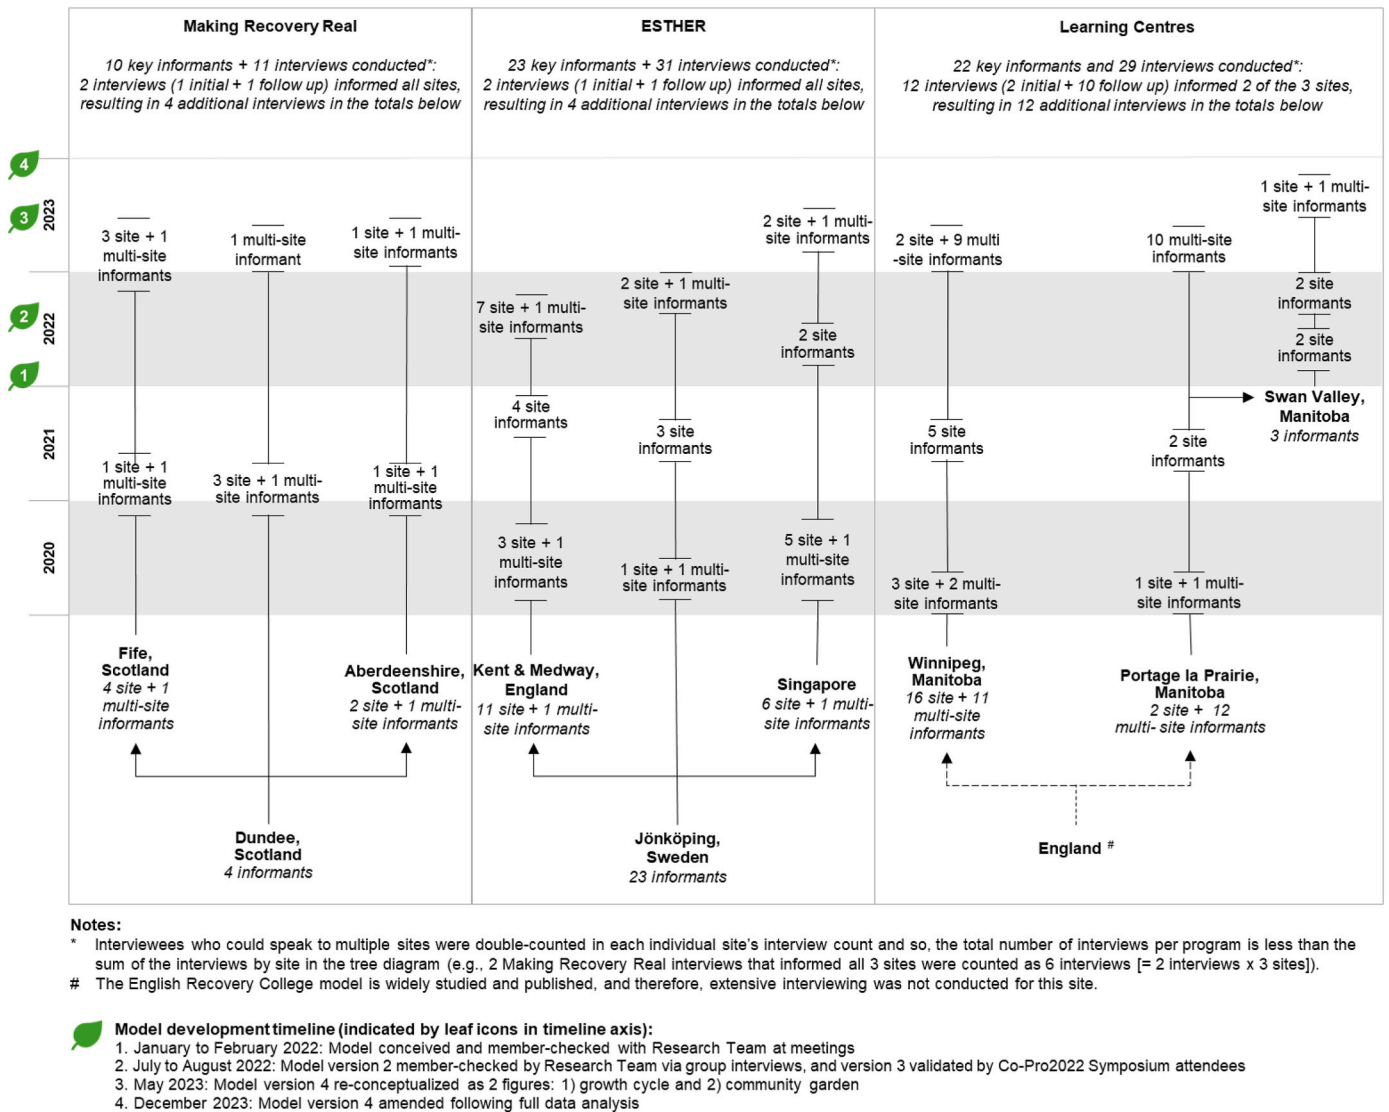 Making Recovery Real
10 key informants + 11 interviews conducted*:
2 interviews (1 initial + 1 follow up) informed all sites,
resulting in 4 additional interviews in the totals below
ESTHER
23 key informants + 31 interviews conducted*:
2 interviews (1 initial + 1 follow up) informed all sites,
resulting in 4 additional interviews in the totals below
Learning Centres
22 key informants and 29 interviews conducted*:
12 interviews (2 initial + 10 follow up) informed 2 of the 3 sites,
resulting in 12 additional interviews in the totals below
4
3
2023
2
2022
1
2021
2020
3 site + 1
multi-site
informants
1 site + 1
multi-site
informants
Fife,
Scotland
4 site + 1
multi-site
informants
1 multi-site
informant
3 site + 1 multi-
site informants
Dundee,
Scotland
4 informants
1 site + 1 multi-
site informants
1 site + 1
multi-site
informants
Aberdeenshire,
Scotland
2 site + 1 multi-
site informants
7 site + 1 multi-
site informants
4 site
informants
3 site + 1
multi-site
informants
Kent & Medway,
England
11 site + 1 multi-
site informants
2 site + 1 multi-
site informants
3 site
informants
1 site + 1 multi-
site informants
Jönköping,
Sweden
23 informants
2 site + 1 multi-
site informants
2 site
informants
5 site + 1
multi-site
informants
Singapore
6 site + 1 multi-
site informants
2 site + 9 multi
-site informants
5 site
informants
3 site + 2 multi-
site informants
Winnipeg,
Manitoba
16 site + 11
multi-site
informants
10 multi-site
informants
2 site
informants
1 site + 1 multi-
site informants
Portage la Prairie,
Manitoba
2 site + 12
multi- site informants
1 site + 1 multi-
site informants
2 site
informants
2 site
informants
Swan Valley,
Manitoba
3 informants
England #
Notes:
* Interviewees who could speak to multiple sites were double-counted in each individual site's interview count and so, the total number of interviews per program is less than the
sum of the interviews by site in the tree diagram (e.g., 2 Making Recovery Real interviews that informed all 3 sites were counted as 6 interviews [= 2 interviews x 3 sites]).
# The English Recovery College model is widely studied and published, and therefore, extensive interviewing was not conducted for this site.
Model development timeline (indicated by leaf icons in timeline axis):
1. January to February 2022: Model conceived and member-checked with Research Team at meetings
2. July to August 2022: Model version 2 member-checked by Research Team via group interviews, and version 3 validated by Co-Pro2022 Symposium attendees
3. May 2023: Model version 4 re-conceptualized as 2 figures: 1) growth cycle and 2) community garden
4. December 2023: Model version 4 amended following full data analysis